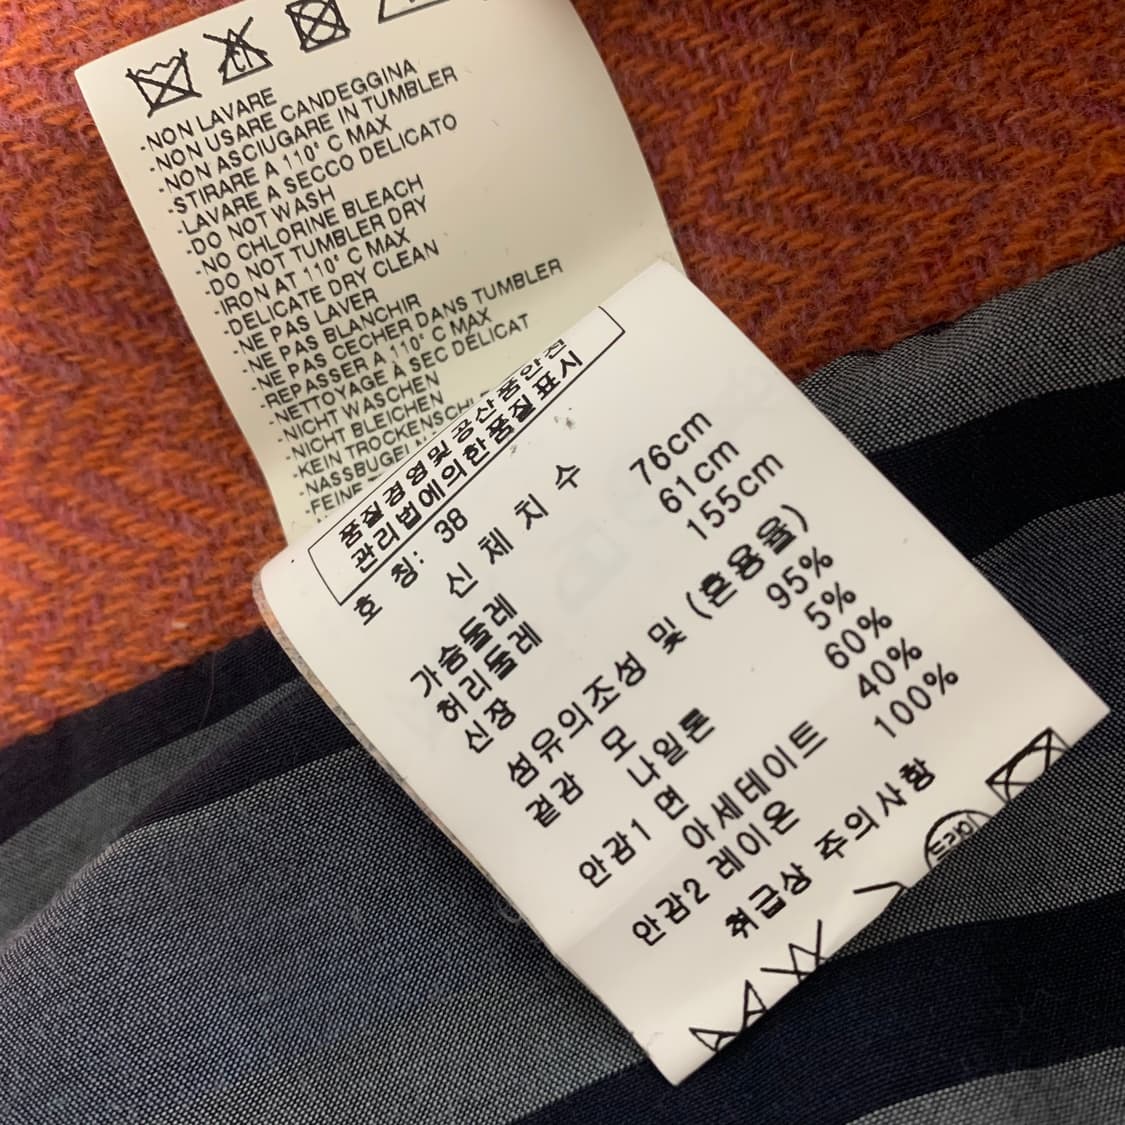 -NON LAVARE
-NON USARE CANDEGGINA
-NON ASCIUGARE IN TUMBLER
-STIRARE A 110° C MAX
-LAVARE A SECCO DELICATO
-DO NOT WASH
-NO CHLORINE BLEACH
-DO NOT TUMBLER DRY
-IRON AT 110° C MAX
-DELICATE DRY CLEAN
-NE PAS LAVER
-NE PAS BLANCHIR
-NE PAS CECHER DANS TUMBLER
-REPASSER A 110° C MAX
-NETTOYAGE À SEC DÉLICAT
-NICHT WASCHEN
-NICHT BLEICHEN
-KEIN
-FEINE
품질경영및공산품안전
관리법에의한품질표시
호 칭: 38
신 체 치 수
가슴둘레 76cm
허리둘레 61cm
신장 155cm
섬유의조성 및 (혼용율)
겉감 모 95%
나일론 5%
안감1 면 60%
아세테이트 40%
안감2 레이온 100%
취급상 주의사항
드라이